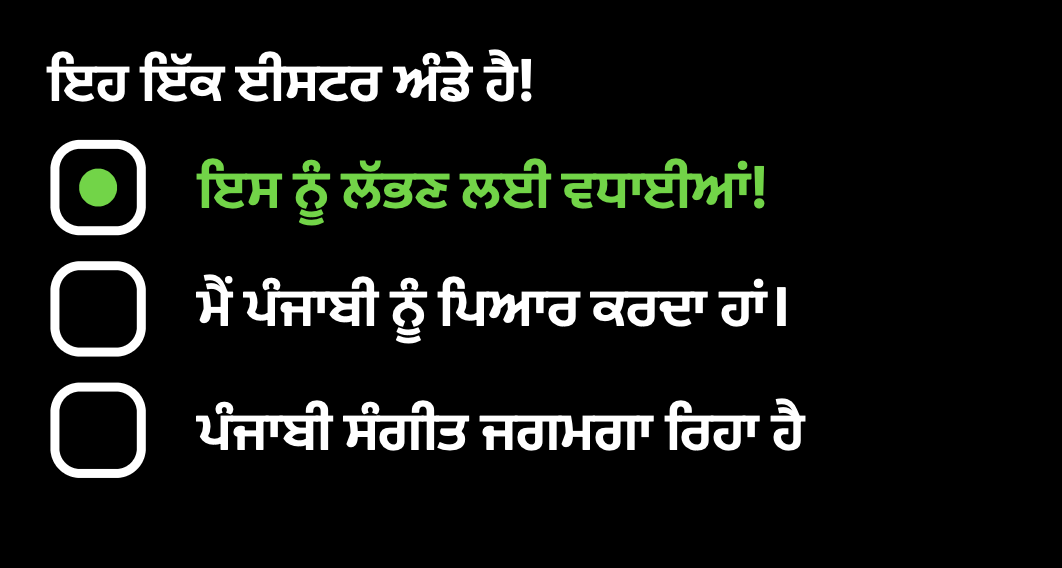 ਇਹ ਇੱਕ ਈਸਟਰ ਅੰਡੇ ਹੈ!
ਇਸ ਨੂੰ ਲੱਭਣ ਲਈ ਵਧਾਈਆਂ!
ਮੈਂ ਪੰਜਾਬੀ ਨੂੰ ਪਿਆਰ ਕਰਦਾ ਹਾਂ।
ਪੰਜਾਬੀ ਸੰਗੀਤ ਜਗਮਗਾ ਰਿਹਾ ਹੈ